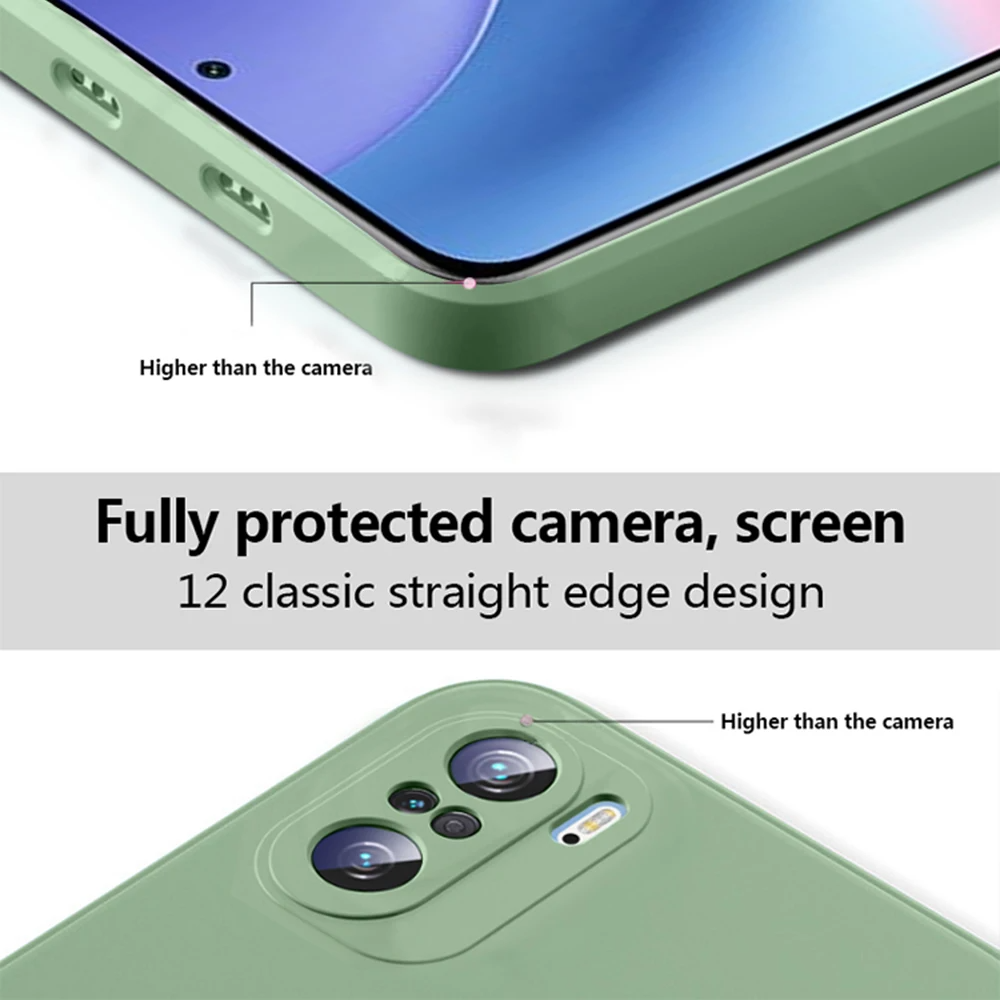 Higher than the camera
Fully protected camera, screen
12 classic straight edge design
Higher than the camera